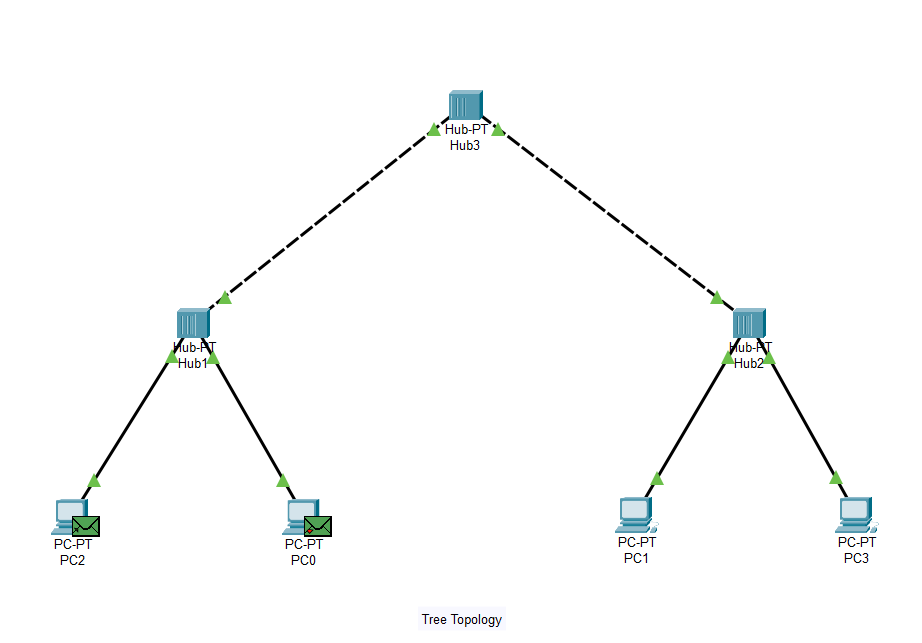 Hub-PT
Hub3
Hub-PT
Hub1
Hub-PT
Hub2
PC-PT
PC2
PC-PT
PC0
PC-PT
PC1
PC-PT
PC3
Tree Topology